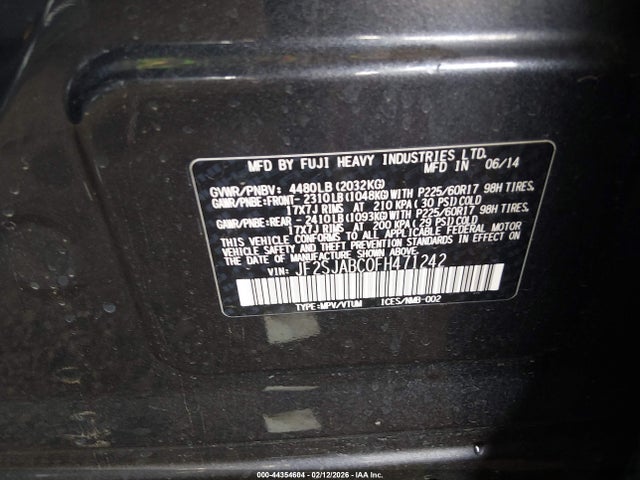 MFD BY FUJI HEAVY INDUSTRIES LTD.
MFD IN 06/14
GVWR/PNBV: 4480LB (2032KG)
GAWR/PNBE:FRONT- 2310LB(1048KG)WITH P225/60R17 98H TIRES,
17X7J RIMS AT 210 KPA( 30 PSI)COLD
GAWR/PNBE:REAR -2410LB(1093KG)WITH P225/60R17 98H TIRES,
17X7J RIMS AT 200 KPA( 29 PSI)COLD
THIS VEHICLE CONFORMS TO ALL APPLICABLE FEDERAL MOTOR
VEHICLE SAFETY STANDARDS IN EFFECT ON THE DATE OF
MANUFACTURE SHOWN ABOVE.
VIN: JF2SJABC0FH471242
TYPE:MPV/VTUM ICES/NMB-002
000-44354604 - 02/12/2026 - IAA Inc.